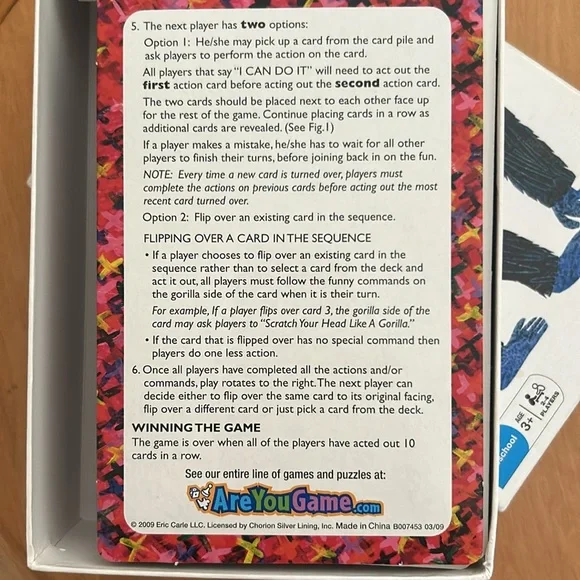 5. The next player has two options:
Option 1: He/she may pick up a card from the card pile and
ask players to perform the action on the card.
All players that say "I CAN DO IT" will need to act out the
first action card before acting out the second action card.
The two cards should be placed next to each other face up
for the rest of the game. Continue placing cards in a row as
additional cards are revealed. (See Fig.1)
If a player makes a mistake, he/she has to wait for all other
players to finish their turns, before joining back in on the fun.
NOTE: Every time a new card is turned over, players must
complete the actions on previous cards before acting out the most
recent card turned over.
Option 2: Flip over an existing card in the sequence.
FLIPPING OVER A CARD IN THE SEQUENCE
• If a player chooses to flip over an existing card in the
sequence rather than to select a card from the deck and
act it out, all players must follow the funny commands on
the gorilla side of the card when it is their turn.
For example, If a player flips over card 3, the gorilla side of the
card may ask players to "Scratch Your Head Like A Gorilla."
• If the card that is flipped over has no special command then
players do one less action.
6. Once all players have completed all the actions and/or
commands, play rotates to the right. The next player can
decide either to flip over the same card to its original facing,
flip over a different card or just pick a card from the deck.
WINNING THE GAME
The game is over when all of the players have acted out 10
cards in a row.
See our entire line of games and puzzles at:
AreYouGame.com
© 2009 Eric Carle LLC. Licensed by Chorion Silver Lining, Inc. Made in China B007453 03/09
AGE
3+
2-4
PLAYERS
school